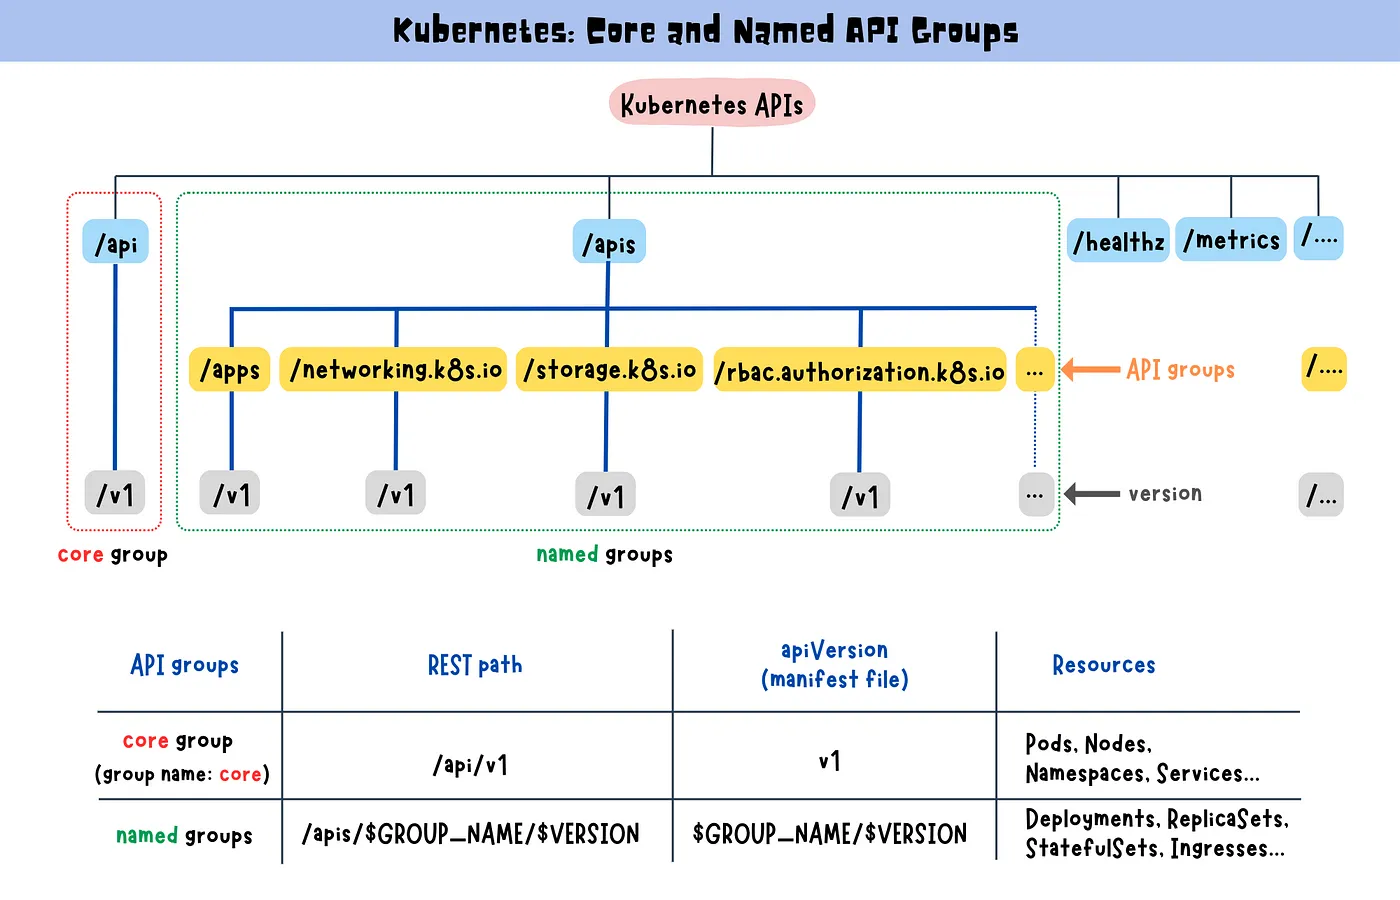 Kubernetes: Core and Named API Groups
Kubernetes APIs
/api
/apis
/healthz
/metrics
/....
/apps
/networking.k8s.io
/storage.k8s.io
/rbac.authorization.k8s.io
...
API groups
/....
/v1
/v1
/v1
/v1
/v1
...
version
/...
core group
named groups
API groups
REST path
apiVersion
(manifest file)
Resources
core group
(group name: core)
/api/v1
v1
Pods, Nodes,
Namespaces, Services...
named groups
/apis/$GROUP_NAME/$VERSION
$GROUP_NAME/$VERSION
Deployments, ReplicaSets,
StatefulSets, Ingresses...